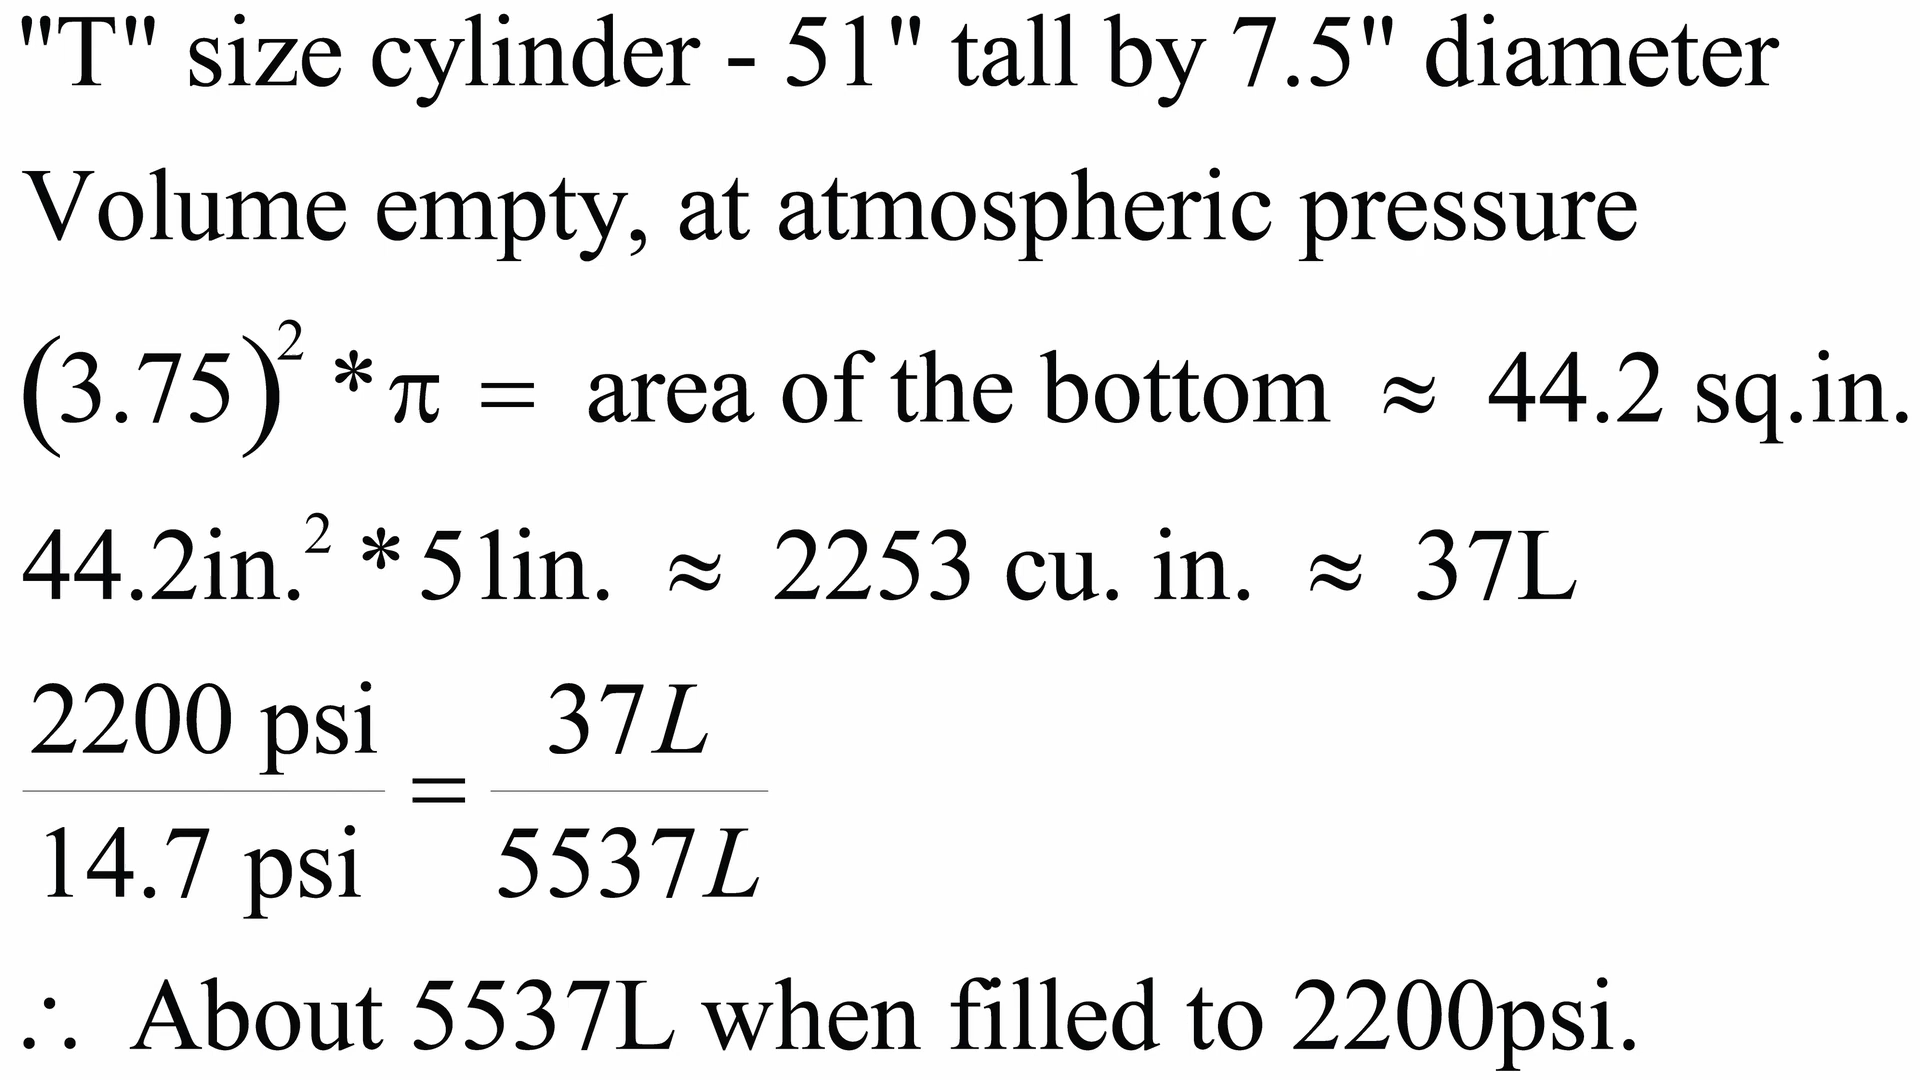 "T" size cylinder - 51" tall by 7.5" diameter
Volume empty, at atmospheric pressure
(3.75)² * π = area of the bottom ≈ 44.2 sq.in.
44.2in.² * 51in. ≈ 2253 cu. in. ≈ 37L
2200 psi / 14.7 psi = 37L / 5537L
∴ About 5537L when filled to 2200psi.